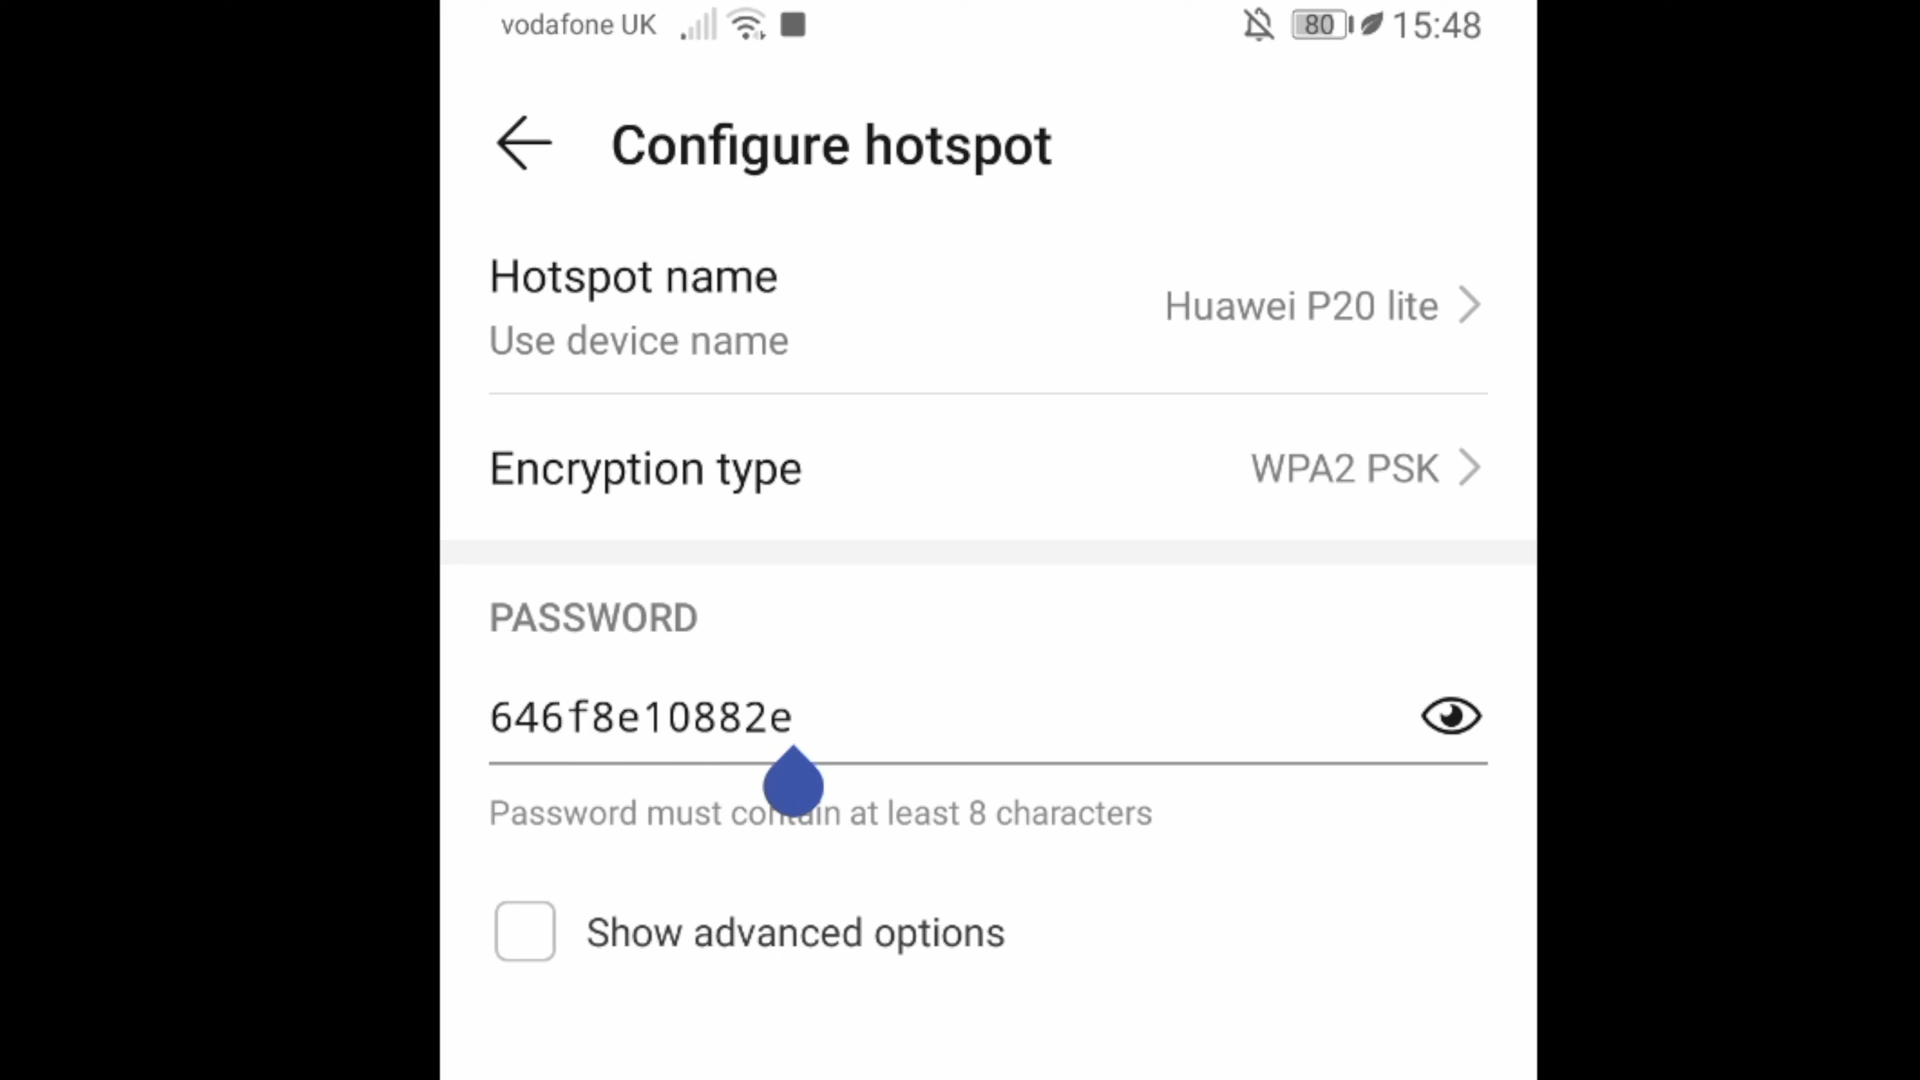 vodafone UK 80 15:48
Configure hotspot
Hotspot name
Huawei P20 lite
Use device name
Encryption type WPA2 PSK
PASSWORD
646f8e10882e
Password must contain at least 8 characters
Show advanced options